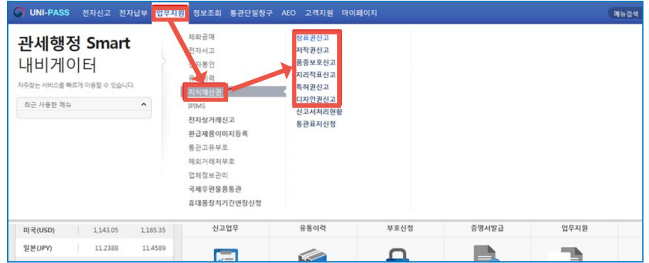 UNI-PASS 전자신고 전자납부 업무지원 정보조회 통관단일창구 AEO 고객지원 마이페이지 메뉴검색
관세행정 Smart
내비게이터
자주찾는 서비스를 빠르게 이용할 수 있습니다.
최근 사용한 메뉴
체화공매
전자서고
지식재산권
IPIMS
전자상거래신고
판급제품이미지등록
통관고유부호
해외거래처부호
업체정보관리
국제우편물통관
휴대품장치기간연장신청
상표권신고
저작권신고
품종보호신고
지리적표신고
특허권신고
디자인권신고
신고서처리현황
통관표지신청
미국(USD) 1,143.05 1,165.35
일본(JPY) 11.2388 11.4589
신고업무 유통이력 부호신청 증명서발급 업무지원